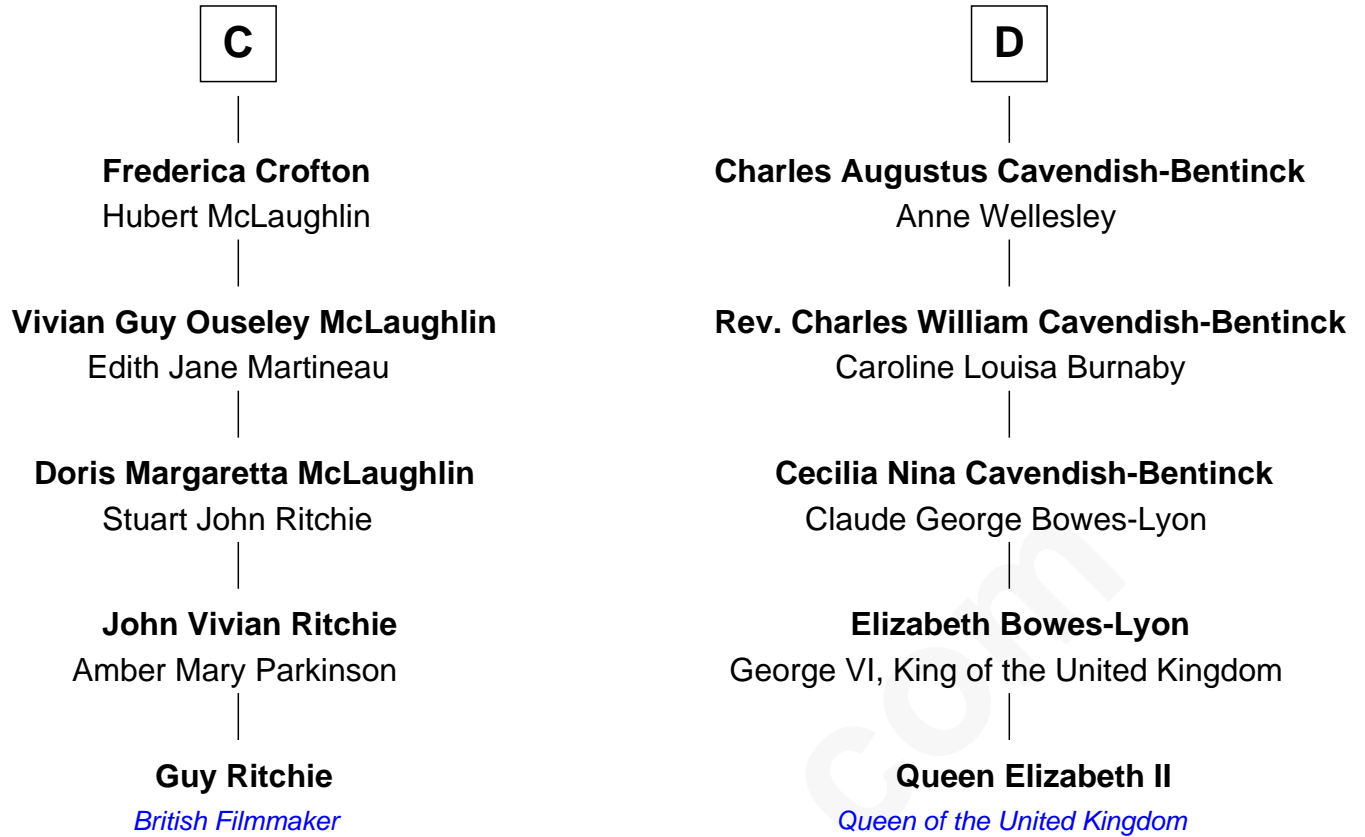 C
Frederica Crofton
Hubert McLaughlin
Vivian Guy Ouseley McLaughlin
Edith Jane Martineau
Doris Margaretta McLaughlin
Stuart John Ritchie
John Vivian Ritchie
Amber Mary Parkinson
Guy Ritchie
British Filmmaker
D
Charles Augustus Cavendish-Bentinck
Anne Wellesley
Rev. Charles William Cavendish-Bentinck
Caroline Louisa Burnaby
Cecilia Nina Cavendish-Bentinck
Claude George Bowes-Lyon
Elizabeth Bowes-Lyon
George VI, King of the United Kingdom
Queen Elizabeth II
Queen of the United Kingdom
com